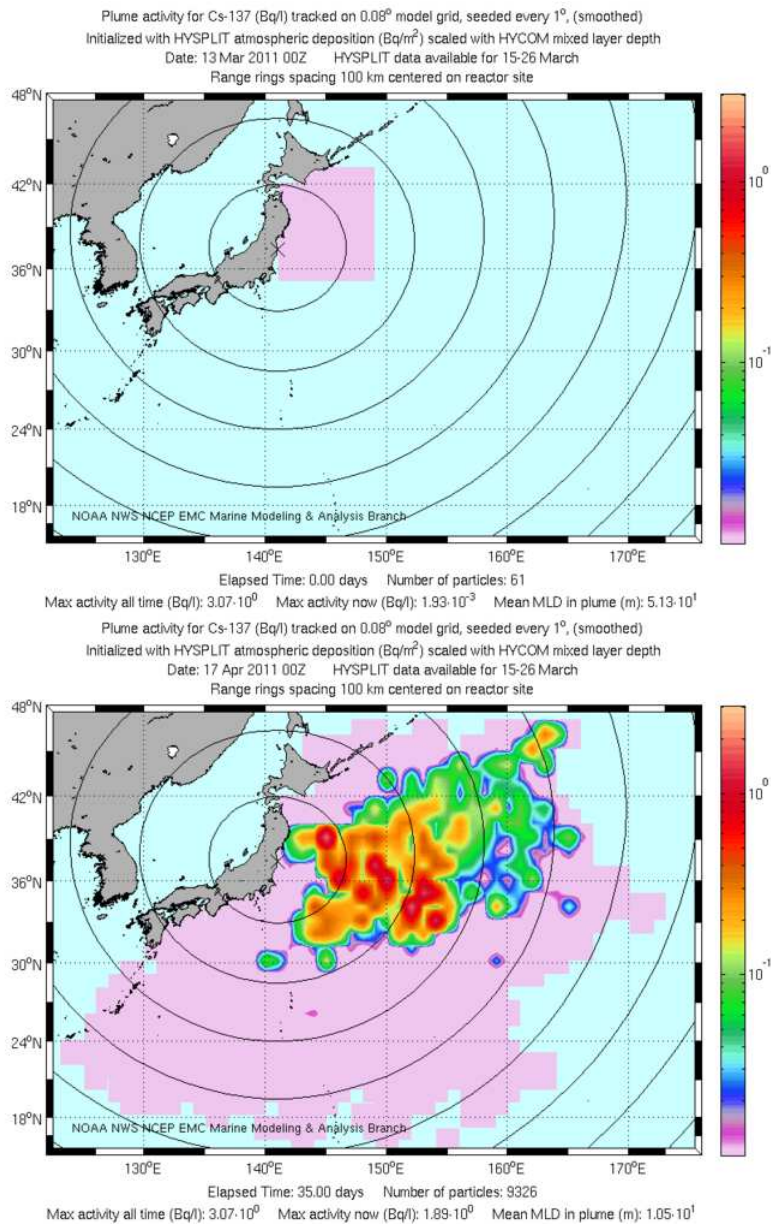 Plume activity for Cs-137 (Bq/l) tracked on 0.08° model grid, seeded every 1°, (smoothed)
Initialized with HYSPLIT atmospheric deposition (Bq/m²) scaled with HYCOM mixed layer depth
Date: 13 Mar 2011 00Z HYSPLIT data available for 15-26 March
Range rings spacing 100 km centered on reactor site
48°N
42°N
36°N
30°N
24°N
18°N
10⁰
10⁻¹
NOAA NWS NCEP EMC Marine Modeling & Analysis Branch
130°E 140°E 150°E 160°E 170°E
Elapsed Time: 0.00 days Number of particles: 61
Max activity all time (Bq/l): 3.07·10⁰ Max activity now (Bq/l): 1.93·10⁻³ Mean MLD in plume (m): 5.13·10¹
Plume activity for Cs-137 (Bq/l) tracked on 0.08° model grid, seeded every 1°, (smoothed)
Initialized with HYSPLIT atmospheric deposition (Bq/m²) scaled with HYCOM mixed layer depth
Date: 17 Apr 2011 00Z HYSPLIT data available for 15-26 March
Range rings spacing 100 km centered on reactor site
48°N
42°N
36°N
30°N
24°N
18°N
10⁰
10⁻¹
NOAA NWS NCEP EMC Marine Modeling & Analysis Branch
130°E 140°E 150°E 160°E 170°E
Elapsed Time: 35.00 days Number of particles: 9326
Max activity all time (Bq/l): 3.07·10⁰ Max activity now (Bq/l): 1.89·10⁰ Mean MLD in plume (m): 1.05·10¹